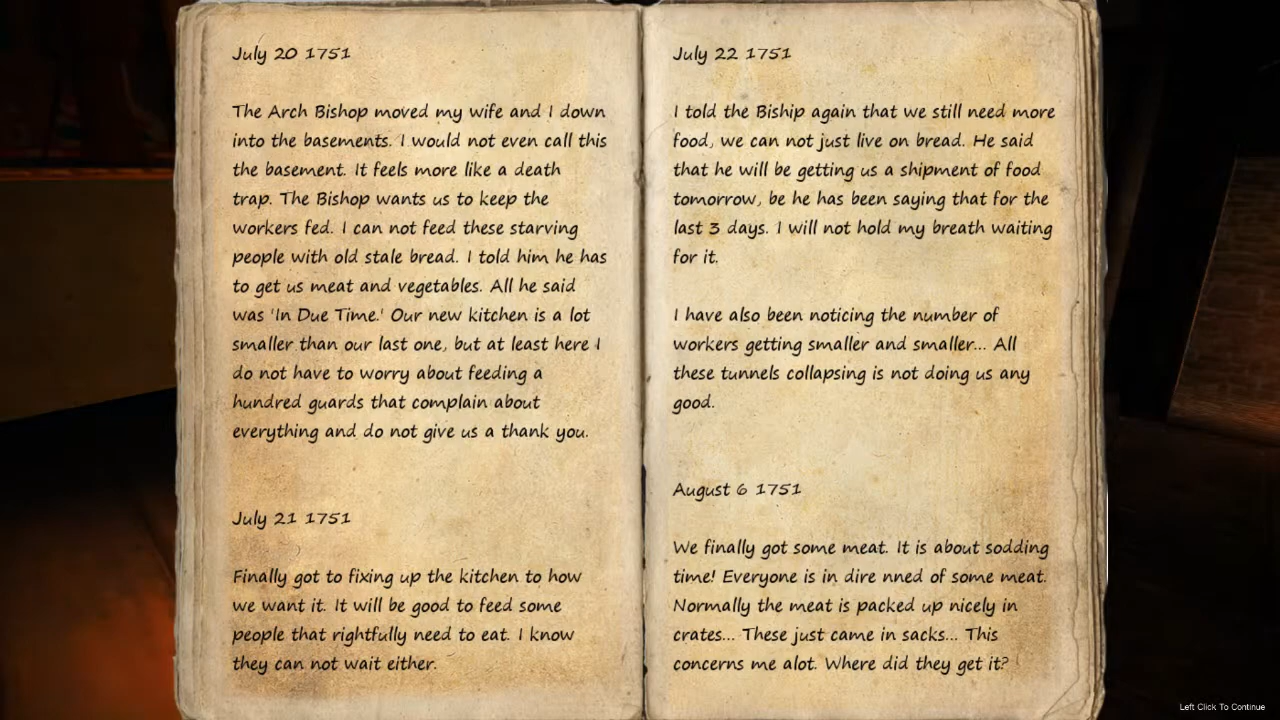 July 20 1751
The Arch Bishop moved my wife and I down
into the basements. I would not even call this
the basement. It feels more like a death
trap. The Bishop wants us to keep the
workers fed. I can not feed these starving
people with old stale bread. I told him he has
to get us meat and vegetables. All he said
was 'In Due Time.' Our new kitchen is a lot
smaller than our last one, but at least here I
do not have to worry about feeding a
hundred guards that complain about
everything and do not give us a thank you.
July 21 1751
Finally got to fixing up the kitchen to how
we want it. It will be good to feed some
people that rightfully need to eat. I know
they can not wait either.
July 22 1751
I told the Biship again that we still need more
food, we can not just live on bread. He said
that he will be getting us a shipment of food
tomorrow, be he has been saying that for the
last 3 days. I will not hold my breath waiting
for it.
I have also been noticing the number of
workers getting smaller and smaller... All
these tunnels collapsing is not doing us any
good.
August 6 1751
We finally got some meat. It is about sodding
time! Everyone is in dire nned of some meat.
Normally the meat is packed up nicely in
crates... These just came in sacks... This
concerns me alot. Where did they get it?
Left Click To Continue